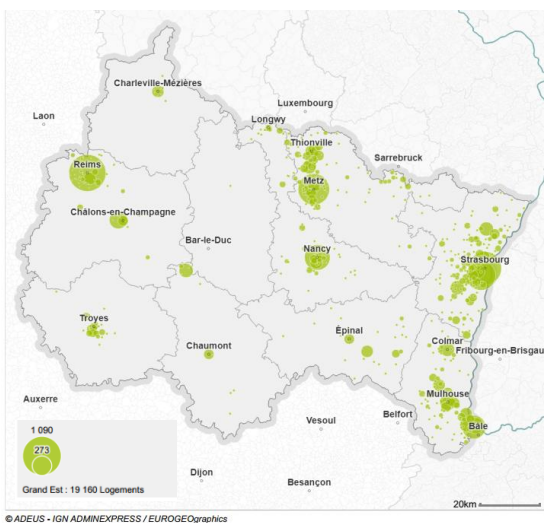 Charleville-Mézières
Laon
Luxembourg
Longwy
Thionville
Sarrebruck
Reims
Metz
Châlons-en-Champagne
Bar-le-Duc
Nancy
Strasbourg
Troyes
Épinal
Chaumont
Colmar
Fribourg-en-Brisgau
Auxerre
Mulhouse
Vesoul
Belfort
Bâle
1 090
273
Dijon
Besançon
Grand Est : 19 160 Logements
20km
© ADEUS - IGN ADMINEXPRESS / EUROGEOgraphics